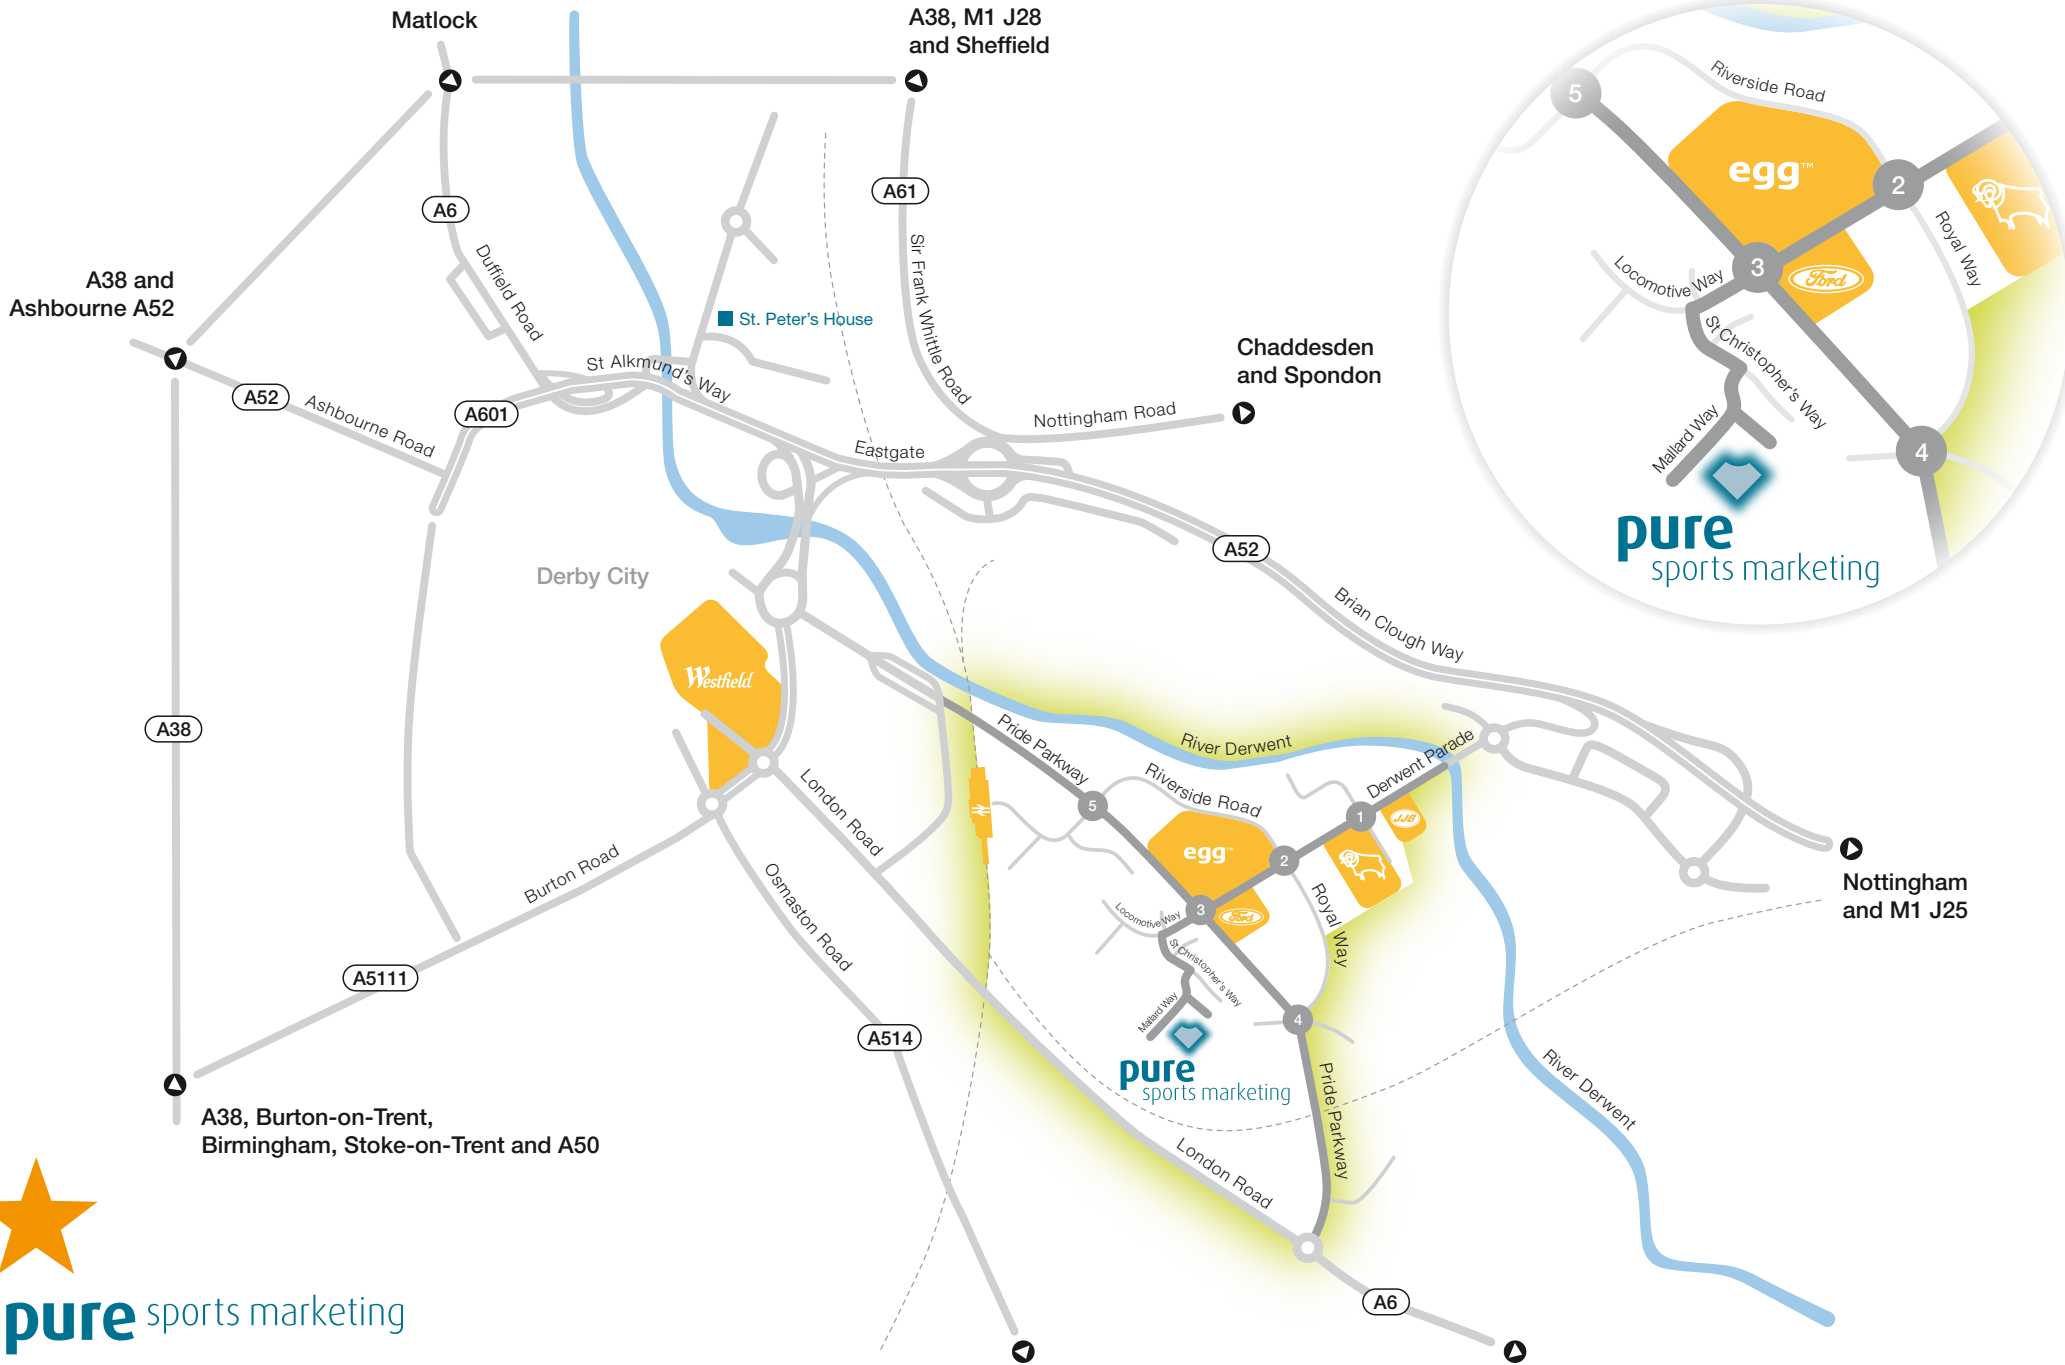 Matlock
A38, M1 J28
and Sheffield
A6
A61
Duffield Road
Sir Frank Whittle Road
A38 and
Ashbourne A52
St. Peter's House
St Alkmund's Way
A52
Ashbourne Road
A601
Eastgate
Nottingham Road
Chaddesden
and Spondon
Derby City
A52
Brian Clough Way
Westfield
A38
London Road
Burton Road
Osmaston Road
A5111
A514
A38, Burton-on-Trent,
Birmingham, Stoke-on-Trent and A50
Pride Parkway
River Derwent
Riverside Road
Derwent Parade
5
1
JJB
egg™
2
3
Ford
Royal Way
Locomotive Way
St Christopher's Way
Mallard Way
4
pure
sports marketing
Pride Parkway
London Road
River Derwent
A6
Nottingham
and M1 J25
5
Riverside Road
egg™
2
Royal Way
3
Ford
Locomotive Way
St Christopher's Way
Mallard Way
4
pure
sports marketing
pure sports marketing